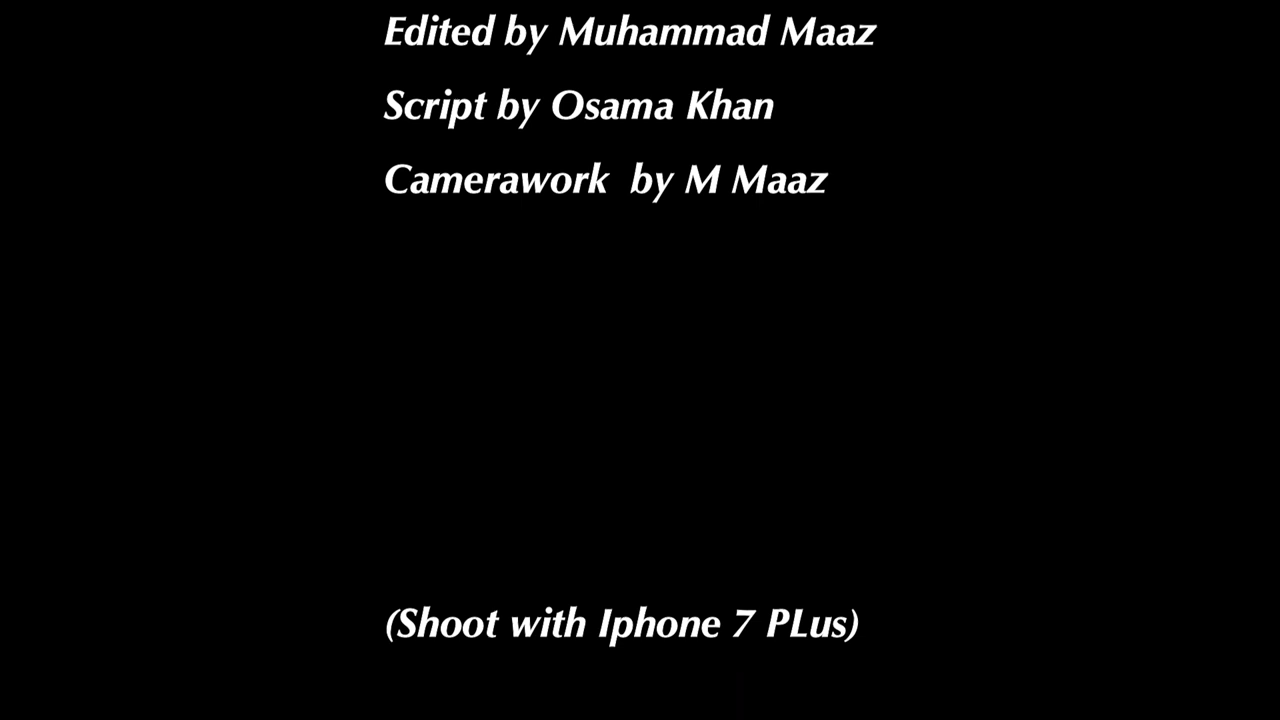 Edited by Muhammad Maaz
Script by Osama Khan
Camerawork  by M Maaz
(Shoot with Iphone 7 PLus)